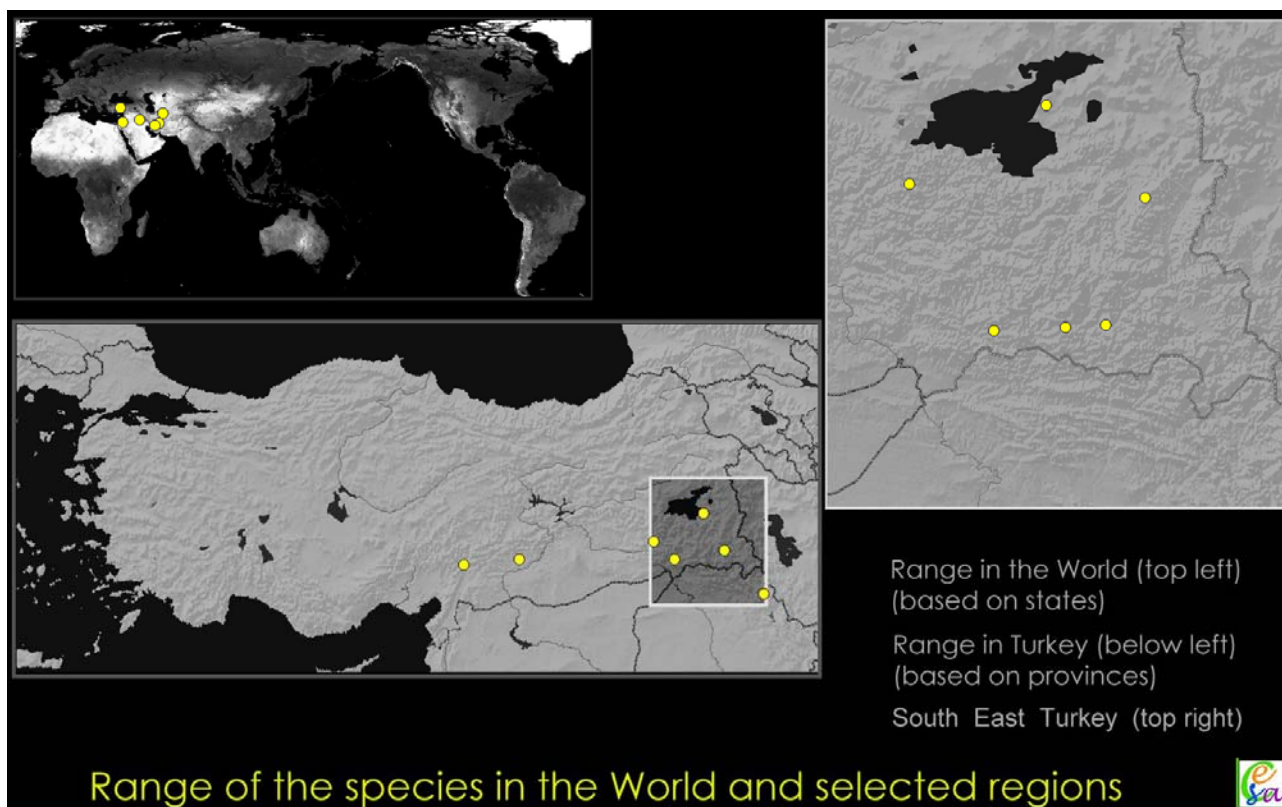 Range in the World (top left)
(based on states)
Range in Turkey (below left)
(based on provinces)
South East Turkey (top right)
Range of the species in the World and selected regions
esa